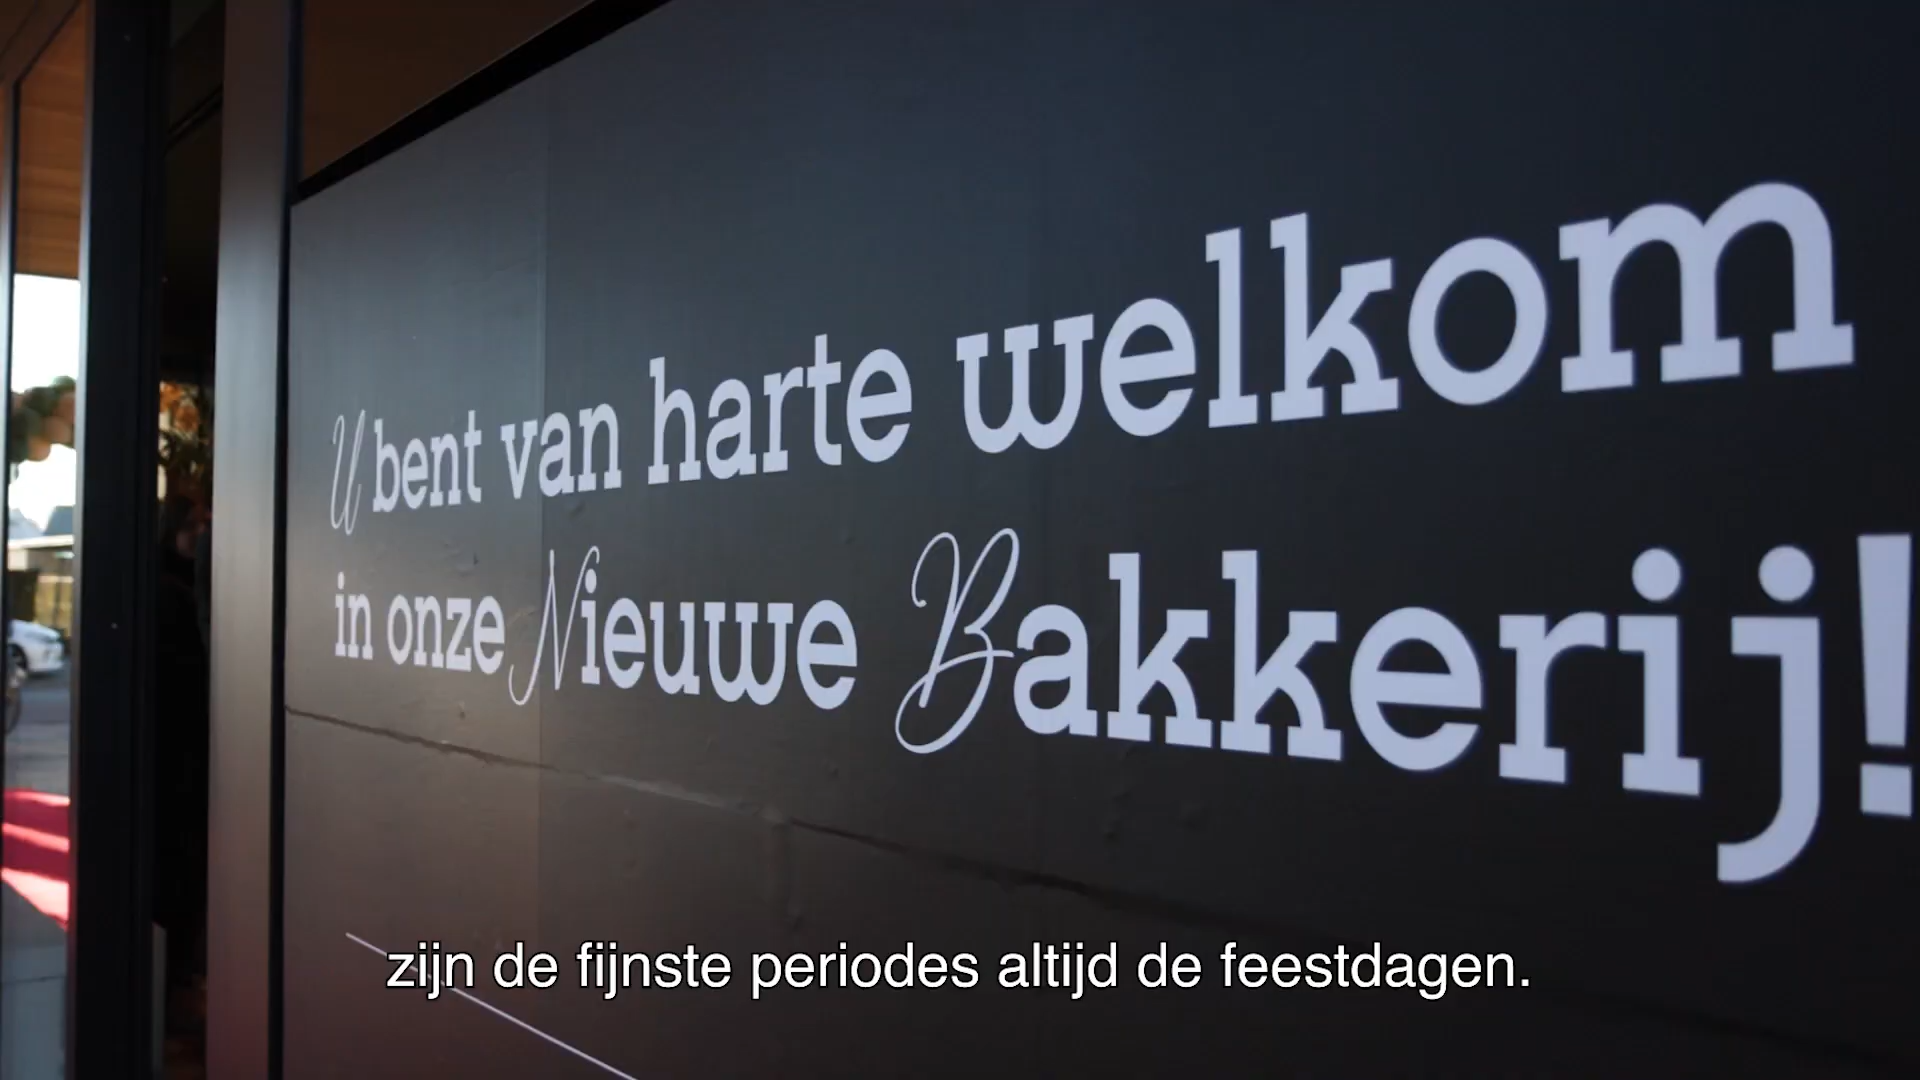 U bent van harte welkom
in onze Nieuwe Bakkerij!
zijn de fijnste periodes altijd de feestdagen.